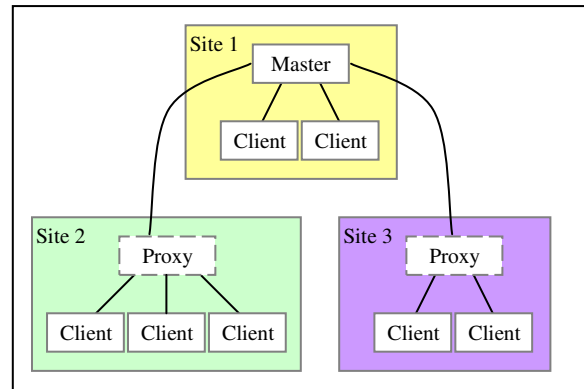 Site 1
Master
Client Client
Site 2
Proxy
Client Client Client
Site 3
Proxy
Client Client